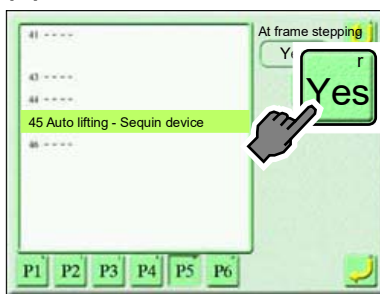 41 ----
At frame stepping
43 ----
44 ----
r
Yes
45 Auto lifting - Sequin device
46 ----
P1 P2 P3 P4 P5 P6